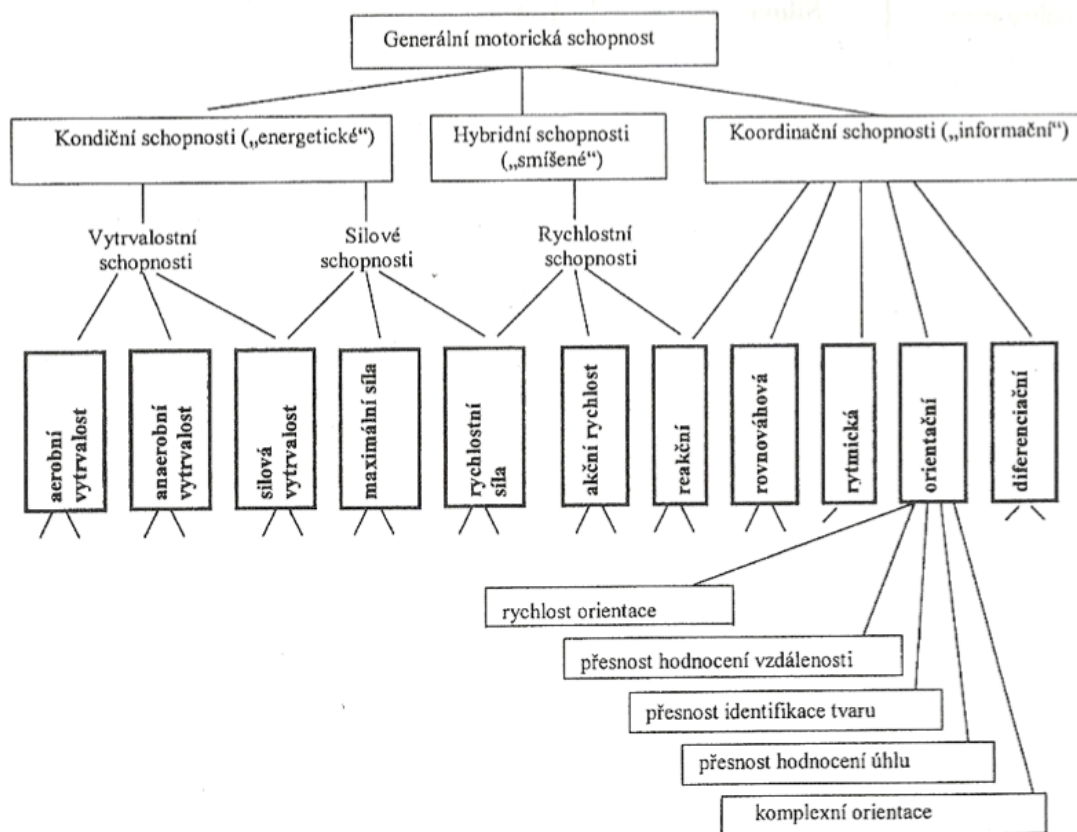 Generální motorická schopnost
Kondiční schopnosti („energetické“)
Hybridní schopnosti
(„smíšené“)
Koordinační schopnosti („informační“)
Vytrvalostní
schopnosti
Silové
schopnosti
Rychlostní
schopnosti
aerobní
vytrvalost
anaerobní
vytrvalost
silová
vytrvalost
maximální síla
rychlostní
síla
akční rychlost
reakční
rovnováhová
rytmická
orientační
diferenciační
rychlost orientace
přesnost hodnocení vzdálenosti
přesnost identifikace tvaru
přesnost hodnocení úhlu
komplexní orientace